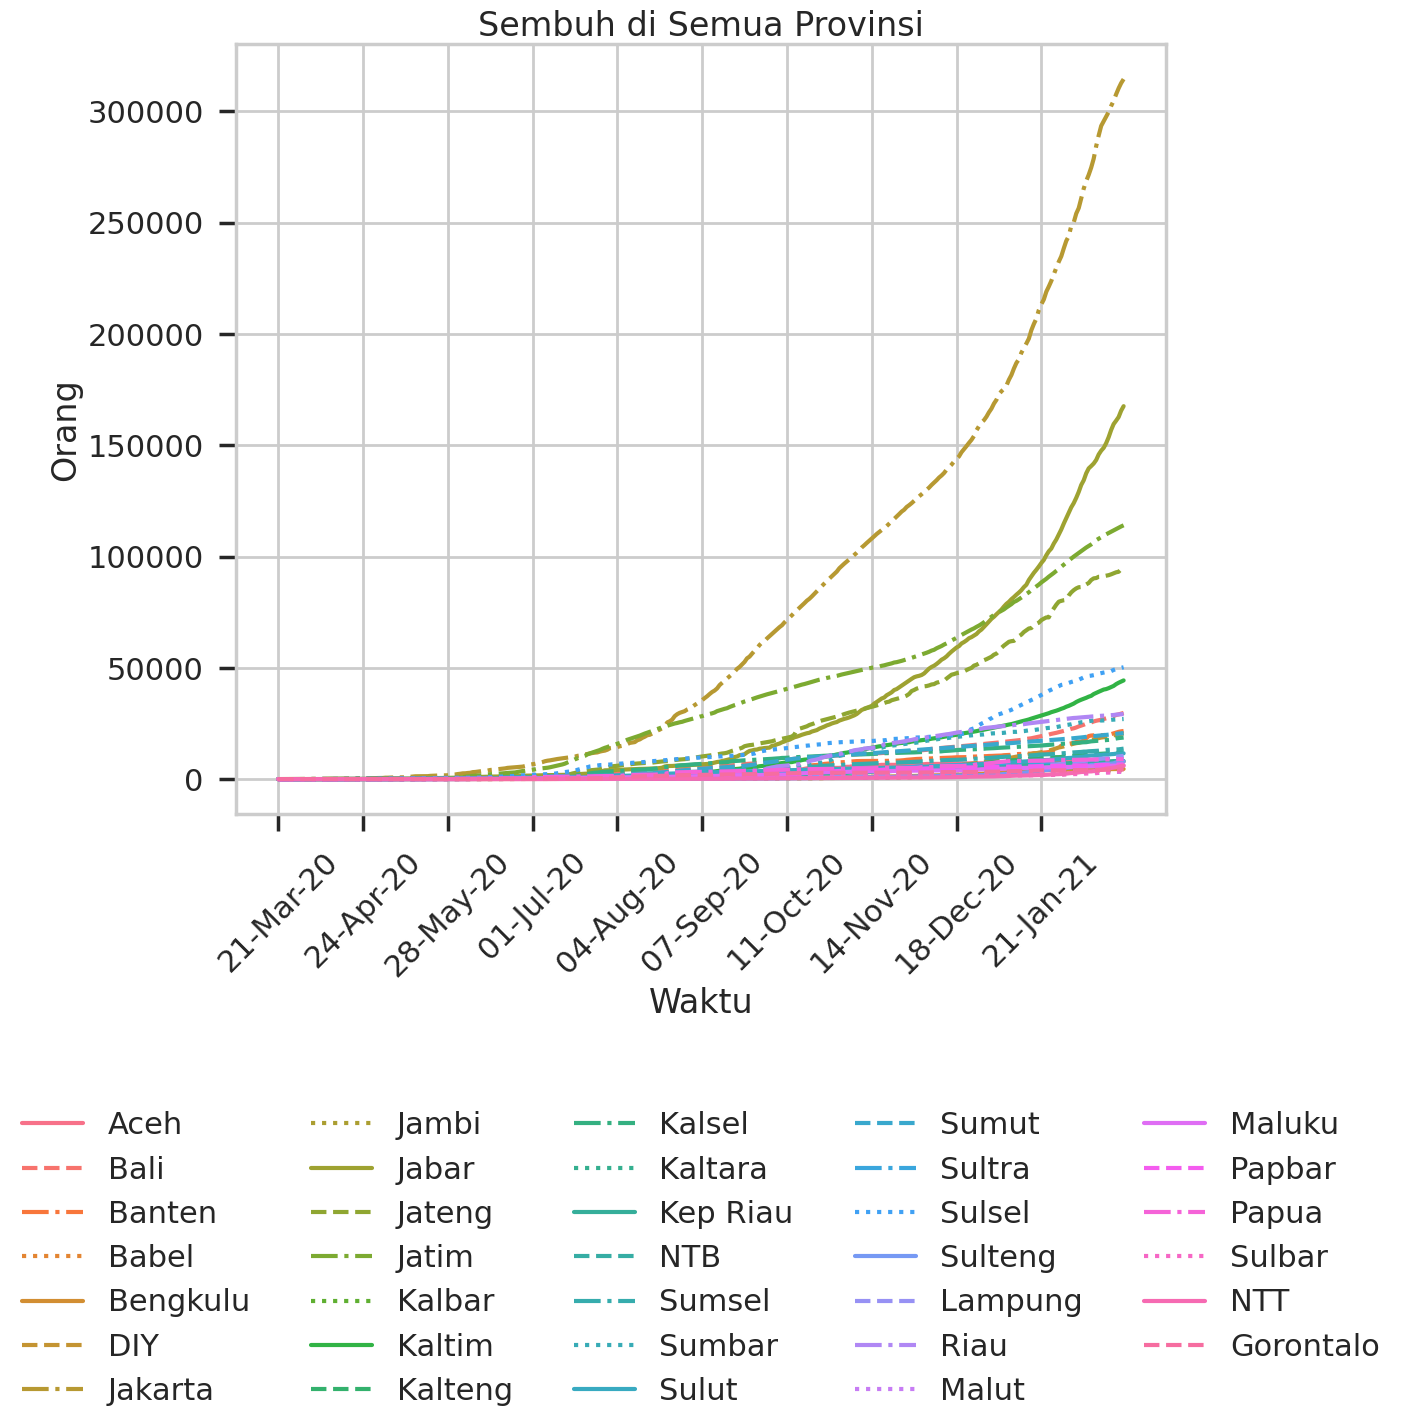 Sembuh di Semua Provinsi
300000
250000
200000
150000
100000
50000
0
Orang
21-Mar-20
24-Apr-20
28-May-20
01-Jul-20
04-Aug-20
07-Sep-20
11-Oct-20
14-Nov-20
18-Dec-20
21-Jan-21
Waktu
Aceh
Bali
Banten
Babel
Bengkulu
DIY
Jakarta
Jambi
Jabar
Jateng
Jatim
Kalbar
Kaltim
Kalteng
Kalsel
Kaltara
Kep Riau
NTB
Sumsel
Sumbar
Sulut
Sumut
Sultra
Sulsel
Sulteng
Lampung
Riau
Malut
Maluku
Papbar
Papua
Sulbar
NTT
Gorontalo